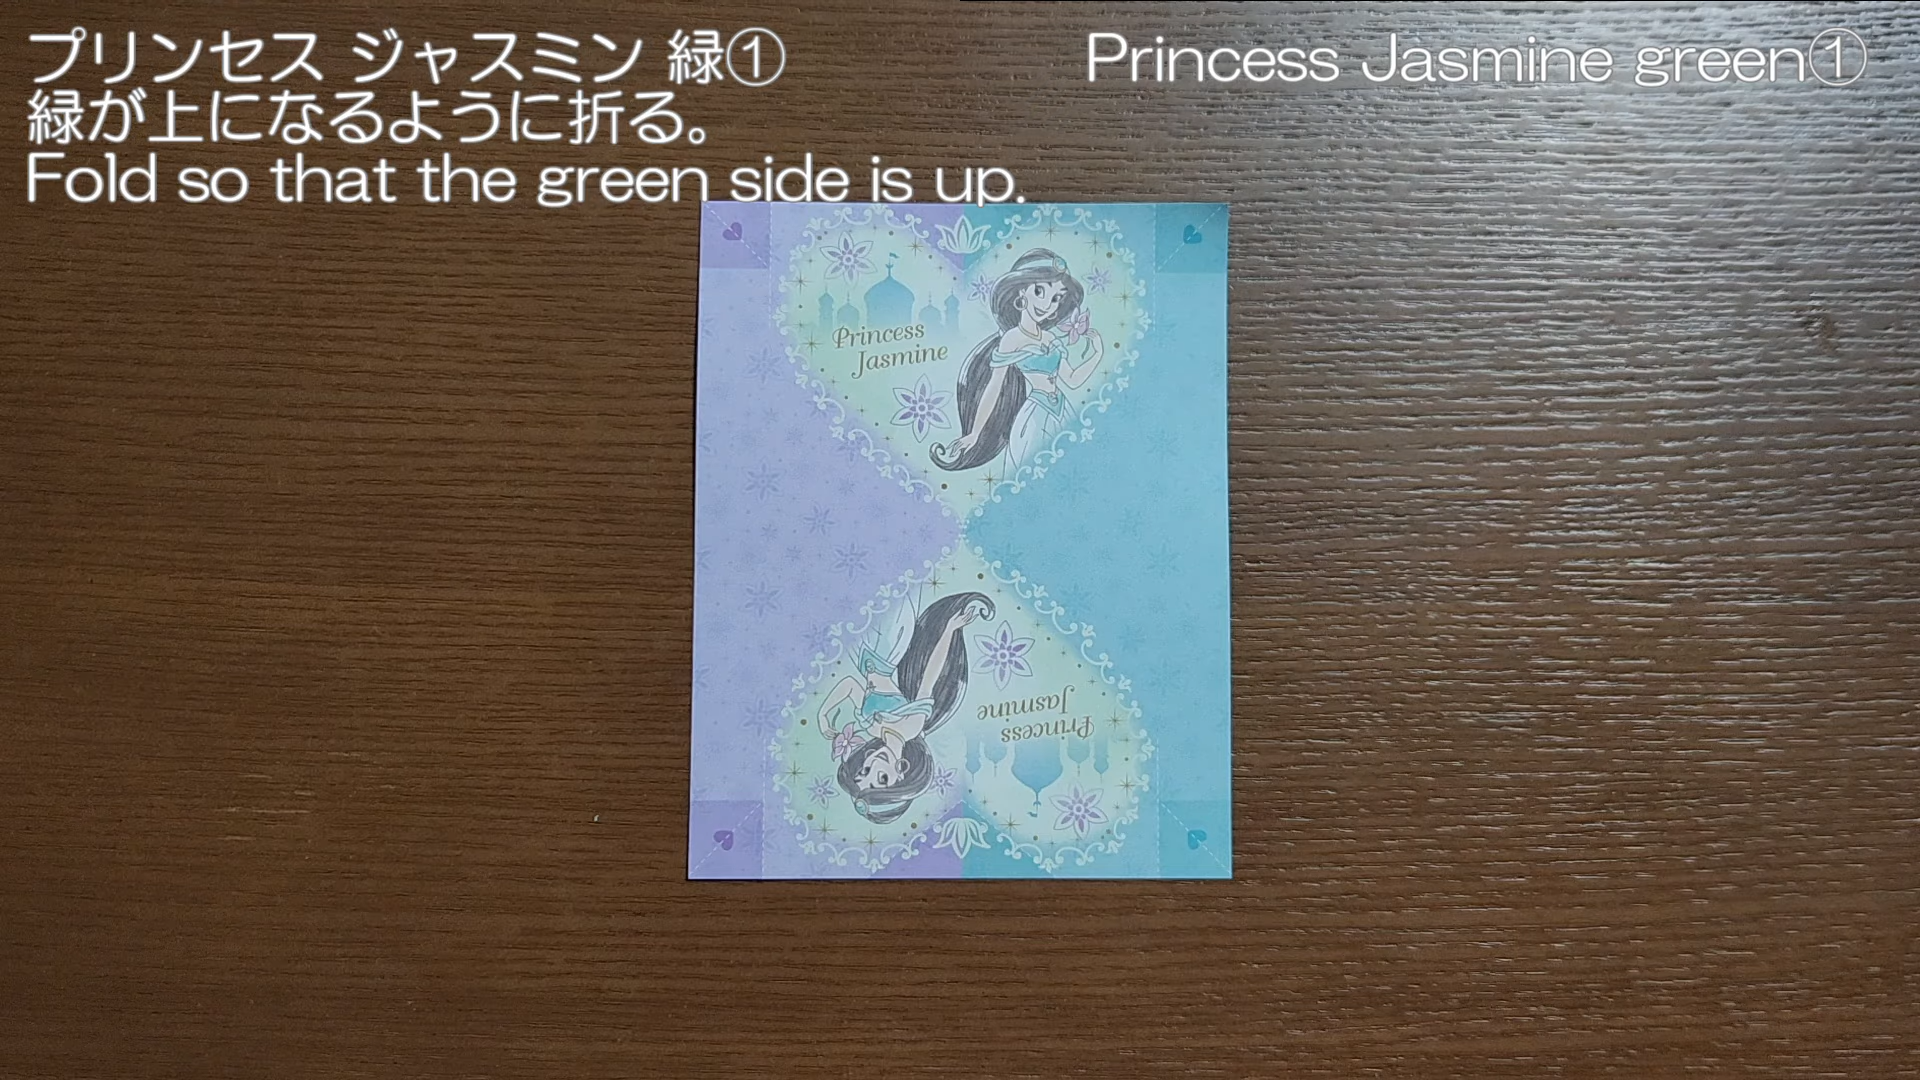 プリンセス ジャスミン 緑①
Princess Jasmine green①
緑が上になるように折る。
Fold so that the green side is up.
Princess
Jasmine
Princess
Jasmine